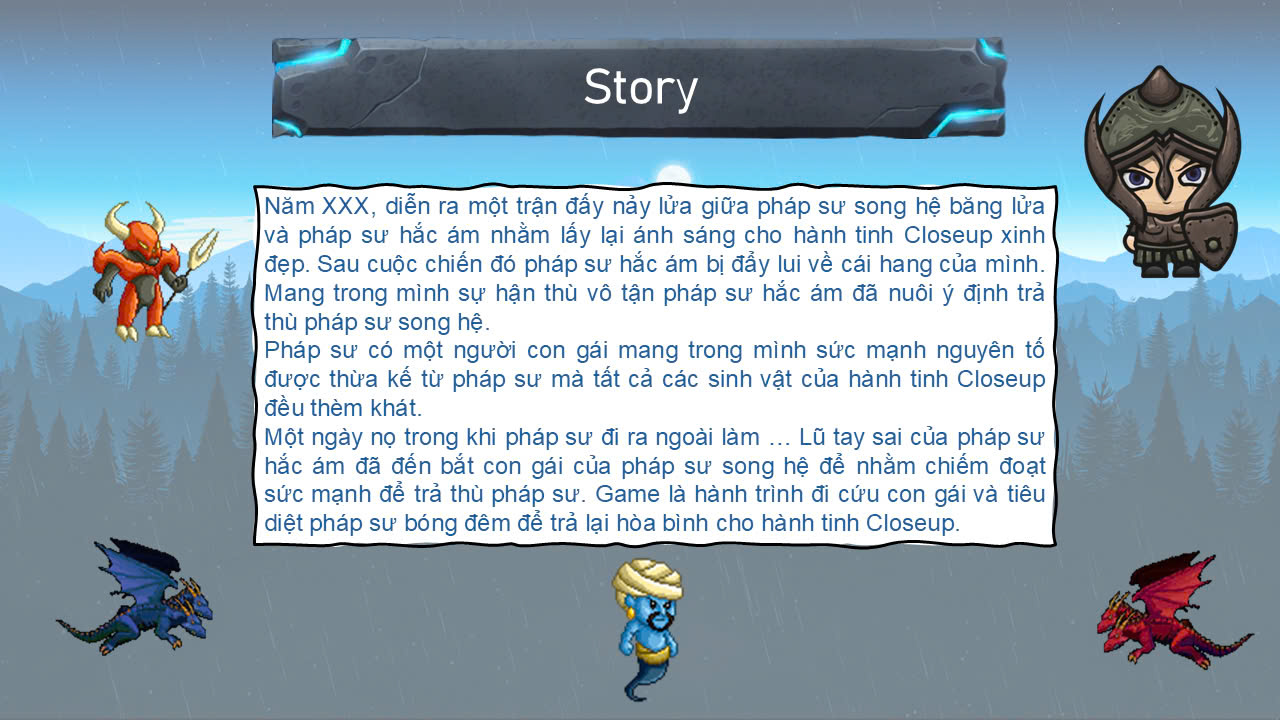 Story
Năm XXX, diễn ra một trận đấy nảy lửa giữa pháp sư song hệ băng lửa
và pháp sư hắc ám nhằm lấy lại ánh sáng cho hành tinh Closeup xinh
đẹp. Sau cuộc chiến đó pháp sư hắc ám bị đẩy lui về cái hang của mình.
Mang trong mình sự hận thù vô tận pháp sư hắc ám đã nuôi ý định trả
thù pháp sư song hệ.
Pháp sư có một người con gái mang trong mình sức mạnh nguyên tố
được thừa kế từ pháp sư mà tất cả các sinh vật của hành tinh Closeup
đều thèm khát.
Một ngày nọ trong khi pháp sư đi ra ngoài làm … Lũ tay sai của pháp sư
hắc ám đã đến bắt con gái của pháp sư song hệ để nhằm chiếm đoạt
sức mạnh để trả thù pháp sư. Game là hành trình đi cứu con gái và tiêu
diệt pháp sư bóng đêm để trả lại hòa bình cho hành tinh Closeup.